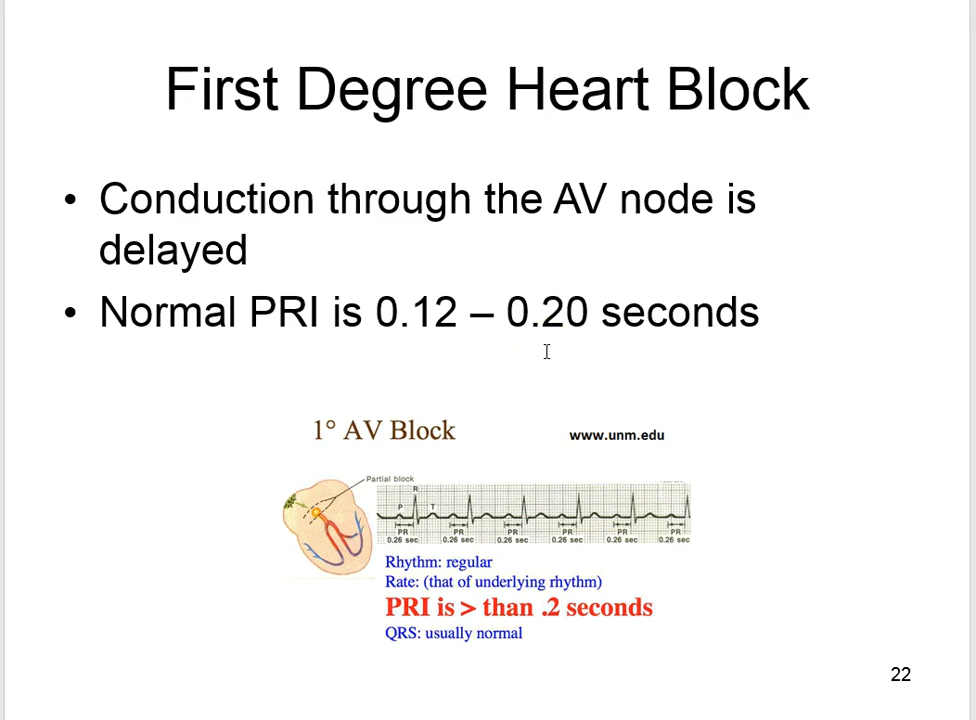 First Degree Heart Block
• Conduction through the AV node is
delayed
• Normal PRI is 0.12 – 0.20 seconds
1° AV Block
www.unm.edu
Partial block
R
P T
PR PR PR PR PR PR
0.26 sec 0.26 sec 0.26 sec 0.26 sec 0.26 sec 0.26 sec
Rhythm: regular
Rate: (that of underlying rhythm)
PRI is > than .2 seconds
QRS: usually normal
22